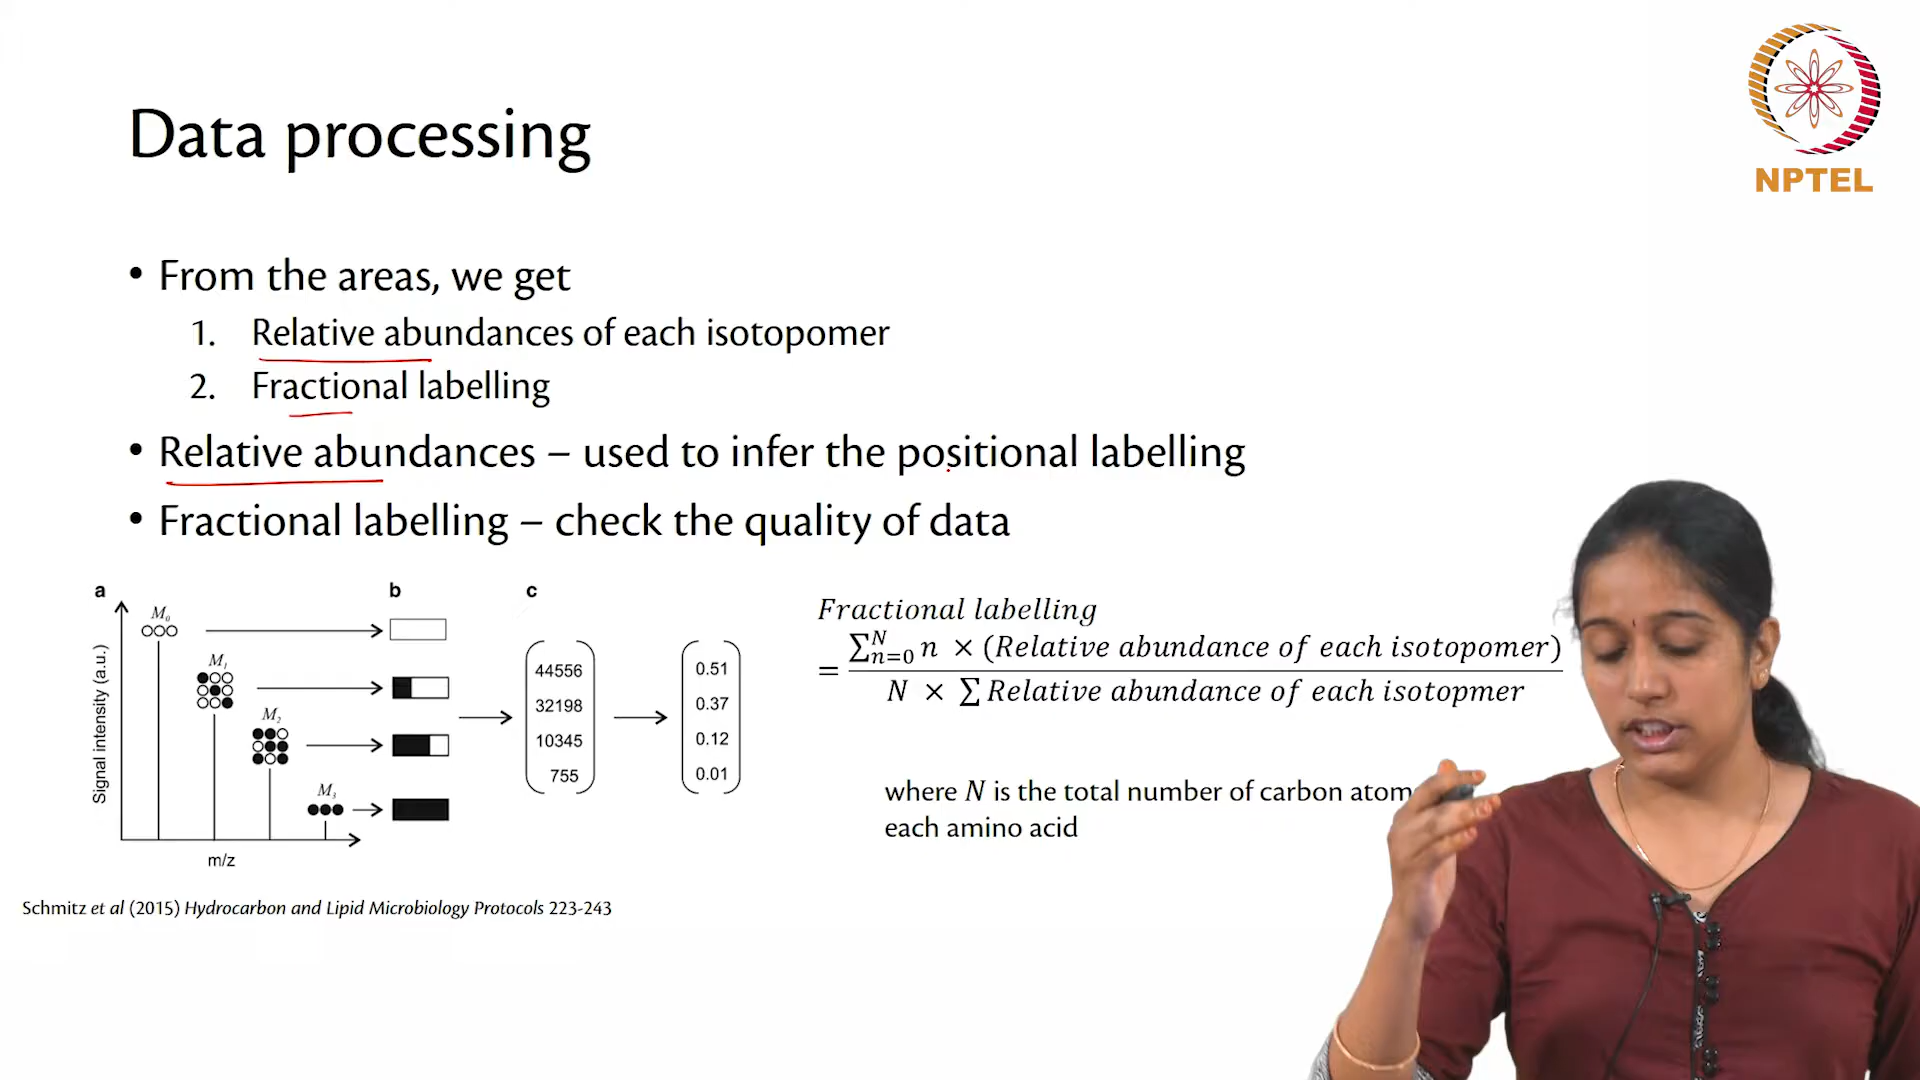 NPTEL
Data processing
• From the areas, we get
1. Relative abundances of each isotopomer
2. Fractional labelling
• Relative abundances – used to infer the positional labelling
• Fractional labelling – check the quality of data
a
b
c
Signal intensity (a.u.)
M₀
M₁
M₂
M₃
m/z
44556
32198
10345
755
0.51
0.37
0.12
0.01
Fractional labelling
= ∑ₙ₌₀ᴺ n × (Relative abundance of each isotopomer)
N × ∑ Relative abundance of each isotopmer
where N is the total number of carbon atom
each amino acid
Schmitz et al (2015) Hydrocarbon and Lipid Microbiology Protocols 223-243